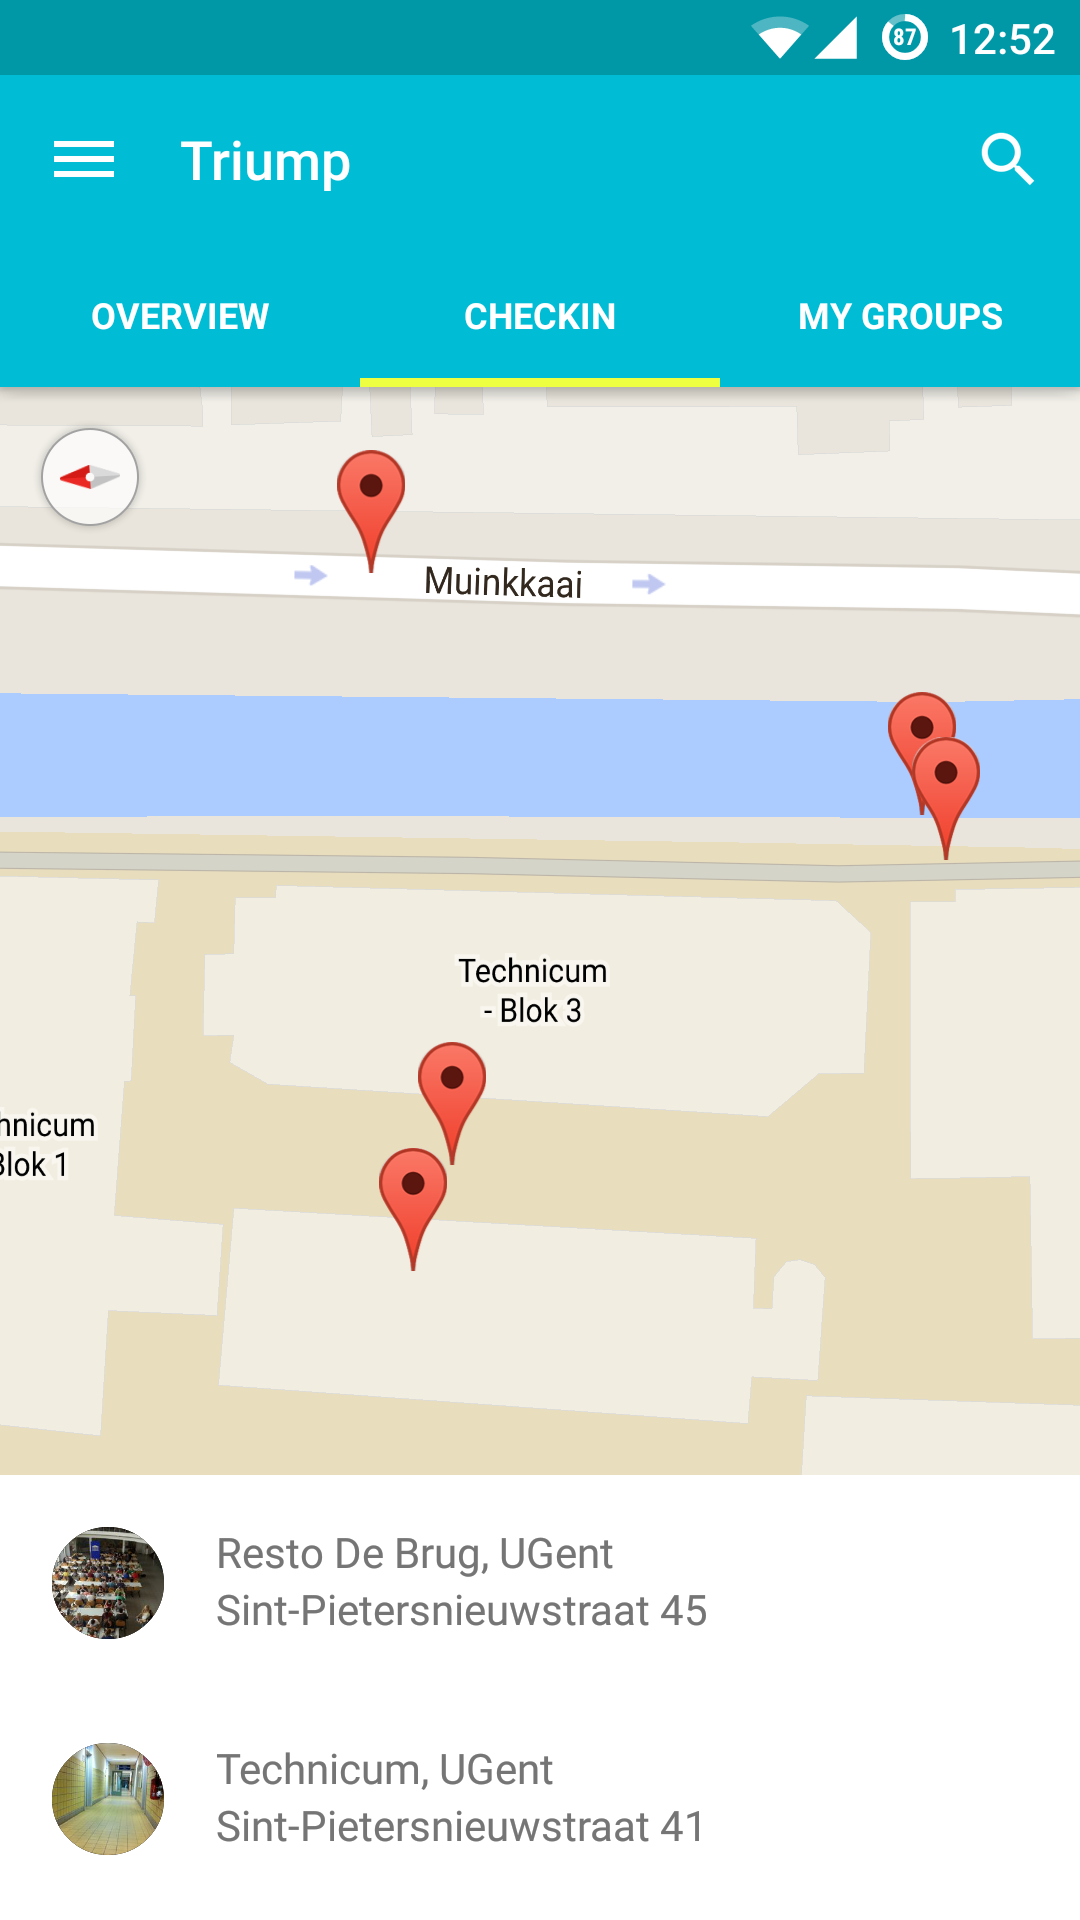 87 12:52
Triump
OVERVIEW CHECKIN MY GROUPS
Muinkkaai
Technicum
- Blok 3
hnicum
Blok 1
Resto De Brug, UGent
Sint-Pietersnieuwstraat 45
Technicum, UGent
Sint-Pietersnieuwstraat 41